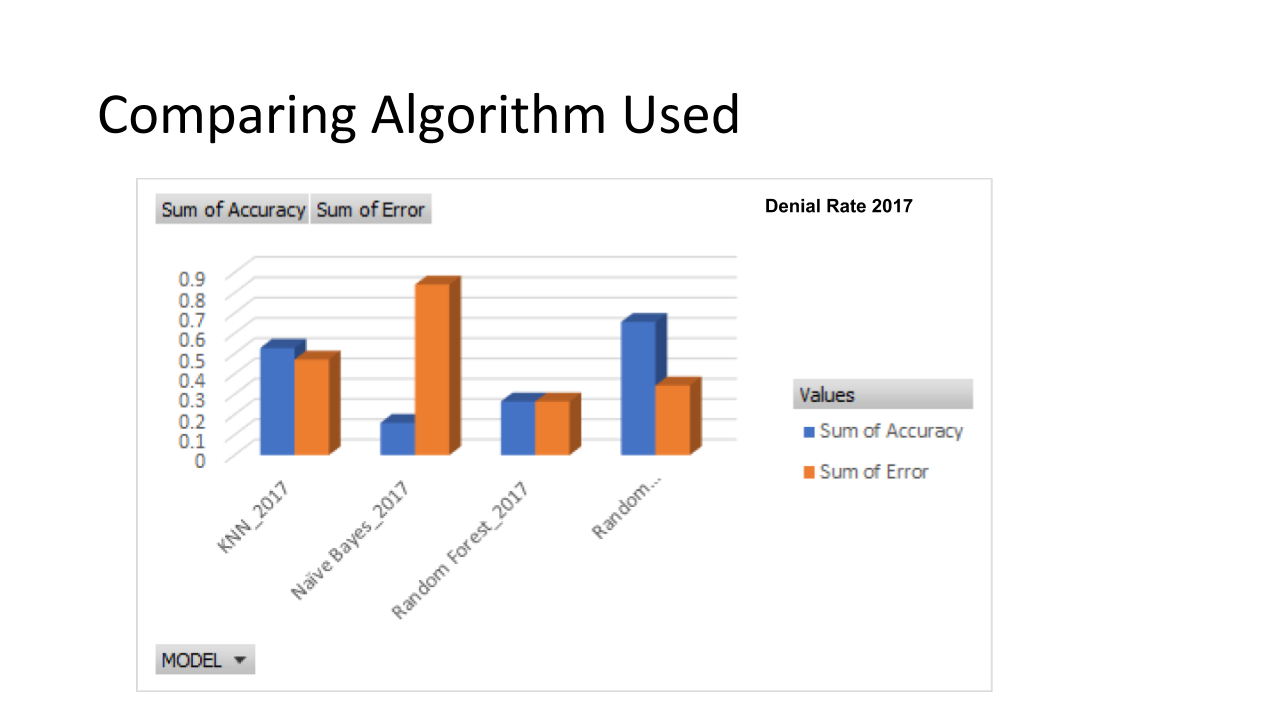 Comparing Algorithm Used
Sum of Accuracy Sum of Error
Denial Rate 2017
0.9
0.8
0.7
0.6
0.5
0.4
0.3
0.2
0.1
0
KNN_2017
Naïve Bayes_2017
Random Forest_2017
Random...
Values
Sum of Accuracy
Sum of Error
MODEL